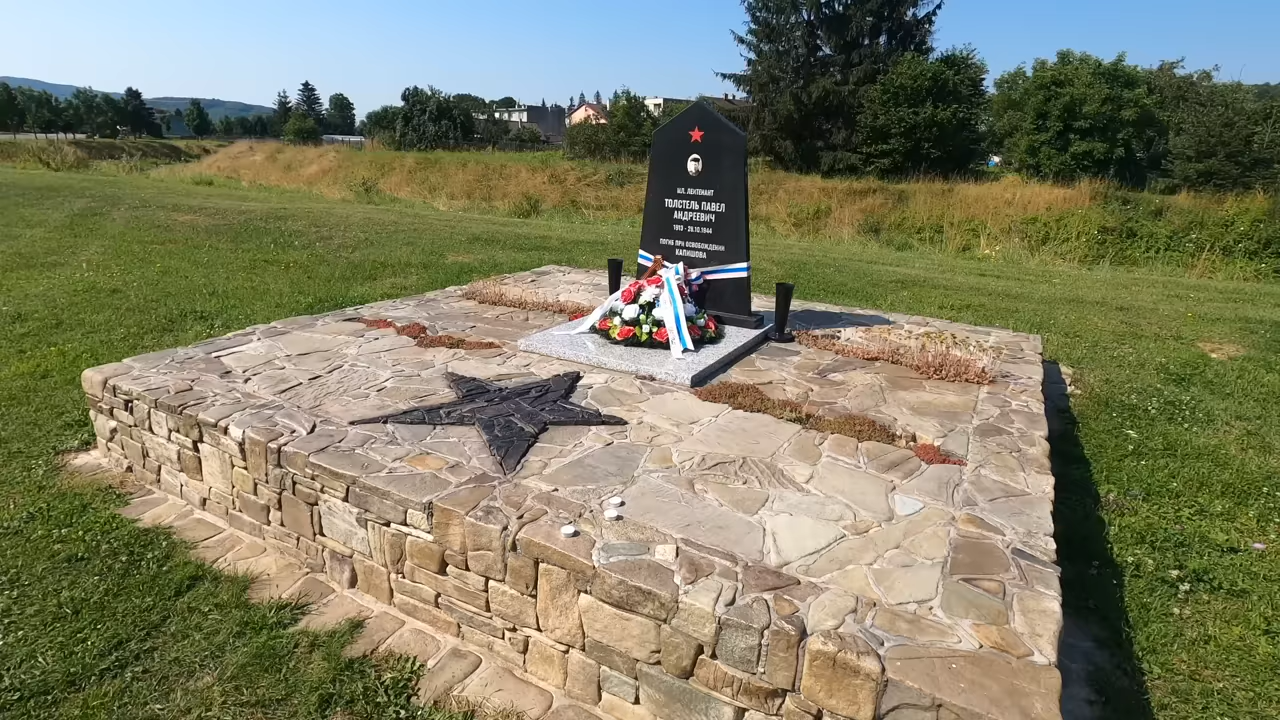 МЛ. ЛЕЙТЕНАНТ
ТОЛСТЕЛЬ ПАВЕЛ
АНДРЕЕВИЧ
1913 - 26.10.1944
ПОГИБ ПРИ ОСВОБОЖДЕНИИ
КАПИШОВА